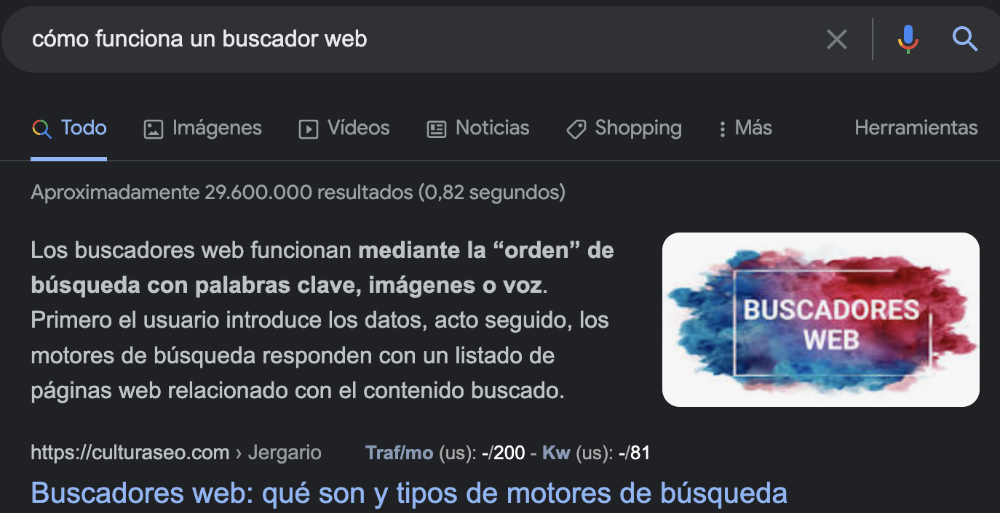 cómo funciona un buscador web
Todo Imágenes Vídeos Noticias Shopping Más Herramientas
Aproximadamente 29.600.000 resultados (0,82 segundos)
Los buscadores web funcionan mediante la “orden” de
búsqueda con palabras clave, imágenes o voz.
Primero el usuario introduce los datos, acto seguido, los
motores de búsqueda responden con un listado de
páginas web relacionado con el contenido buscado.
BUSCADORES
WEB
https://culturaseo.com › Jergario Traf/mo (us): -/200 - Kw (us): -/81
Buscadores web: qué son y tipos de motores de búsqueda